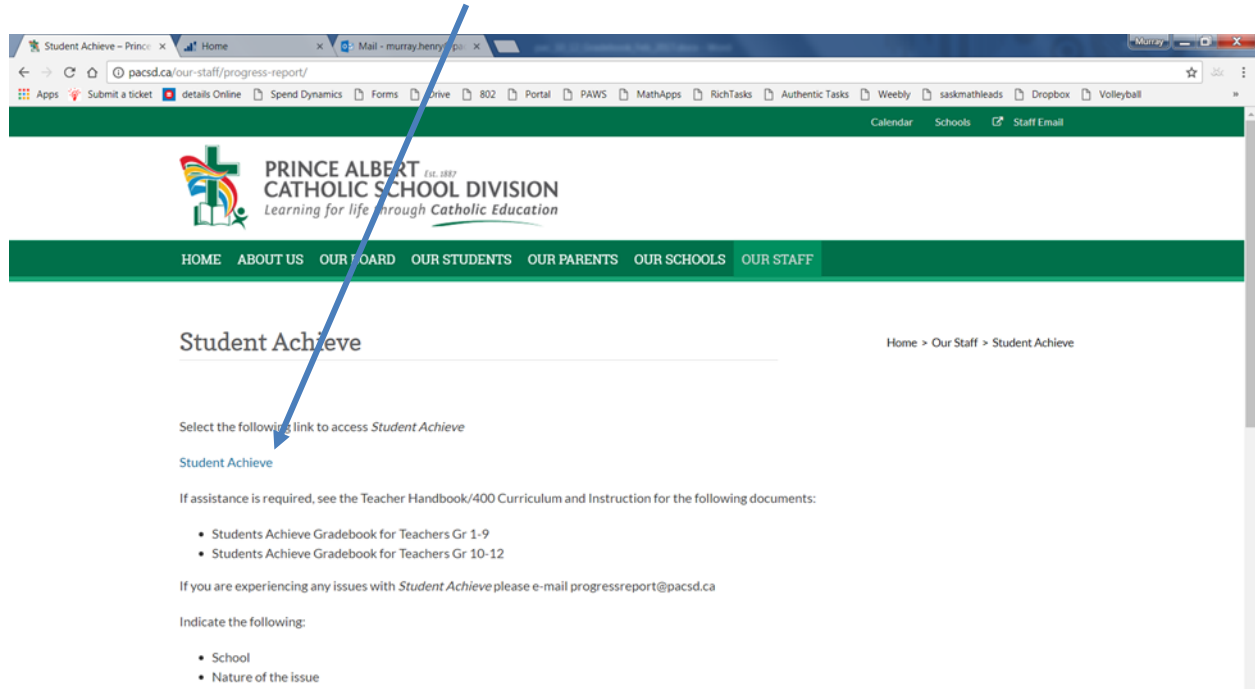 Student Achieve – Prince
Home
Mail - murray.henry@pa
Murray
pacsd.ca/our-staff/progress-report/
Apps Submit a ticket details Online Spend Dynamics Forms Drive 802 Portal PAWS MathApps RichTasks Authentic Tasks Weebly saskmathleads Dropbox Volleyball »
Calendar Schools Staff Email
PRINCE ALBERT Est. 1887
CATHOLIC SCHOOL DIVISION
Learning for life through Catholic Education
HOME ABOUT US OUR BOARD OUR STUDENTS OUR PARENTS OUR SCHOOLS OUR STAFF
Student Achieve
Home > Our Staff > Student Achieve
Select the following link to access Student Achieve
Student Achieve
If assistance is required, see the Teacher Handbook/400 Curriculum and Instruction for the following documents:
• Students Achieve Gradebook for Teachers Gr 1-9
• Students Achieve Gradebook for Teachers Gr 10-12
If you are experiencing any issues with Student Achieve please e-mail progressreport@pacsd.ca
Indicate the following:
• School
• Nature of the issue